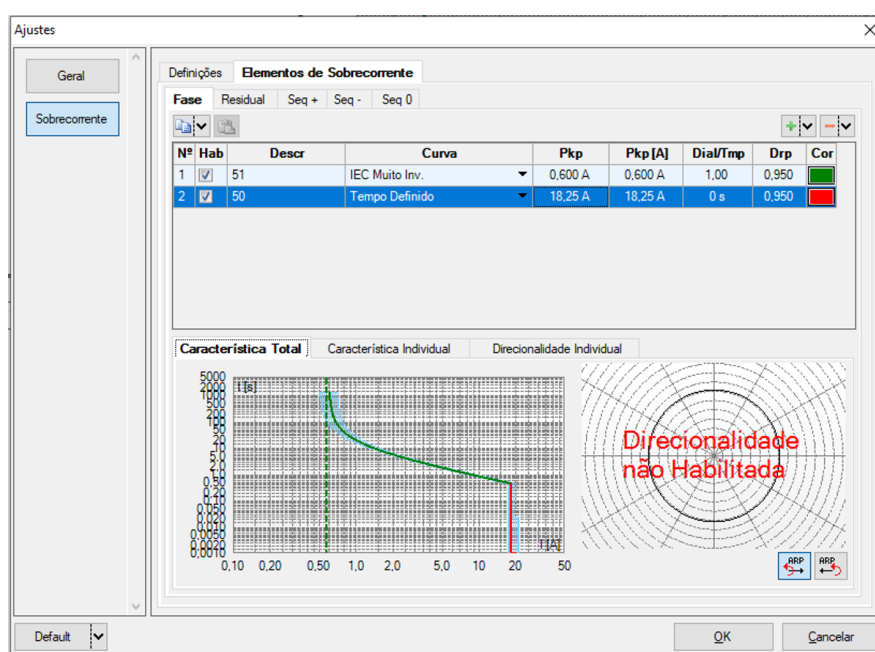 Ajustes
Geral
Sobrecorrente
Definições Elementos de Sobrecorrente
Fase Residual Seq + Seq - Seq 0
Nº Hab Descr Curva Pkp Pkp [A] Dial/Tmp Drp Cor
1 51 IEC Muito Inv. 0,600 A 0,600 A 1,00 0,950
2 50 Tempo Definido 18,25 A 18,25 A 0 s 0,950
Característica Total Característica Individual Direcionalidade Individual
t [s]
5000
2000
1000
500
200
100
50
20
10
5,0
2,0
1,0
0,50
0,20
0,10
0,050
0,020
0,010
0,0050
0,0020
0,0010
I [A]
0,10 0,20 0,50 1,0 2,0 5,0 10 20 50
Direcionalidade
não Habilitada
ARP ARP
Default OK Cancelar